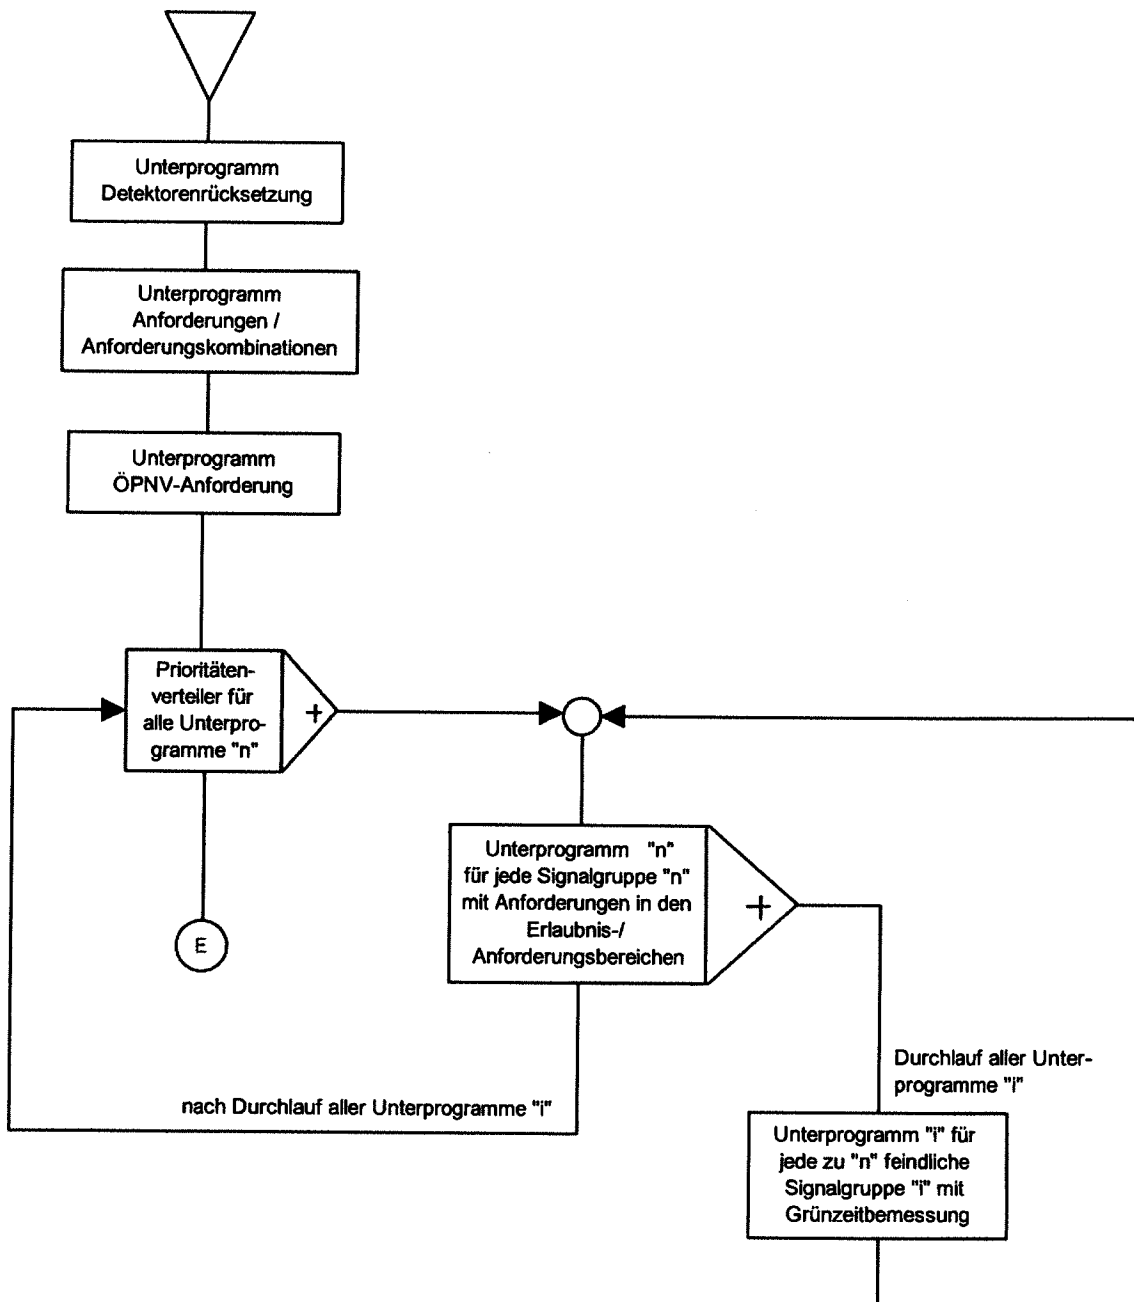 Unterprogramm
Detektorenrücksetzung
Unterprogramm
Anforderungen /
Anforderungskombinationen
Unterprogramm
ÖPNV-Anforderung
Prioritäten-
verteiler für
alle Unterpro-
gramme "n"
+
E
Unterprogramm "n"
für jede Signalgruppe "n"
mit Anforderungen in den
Erlaubnis-/
Anforderungsbereichen
+
nach Durchlauf aller Unterprogramme "i"
Durchlauf aller Unter-
programme "i"
Unterprogramm "i" für
jede zu "n" feindliche
Signalgruppe "i" mit
Grünzeitbemessung